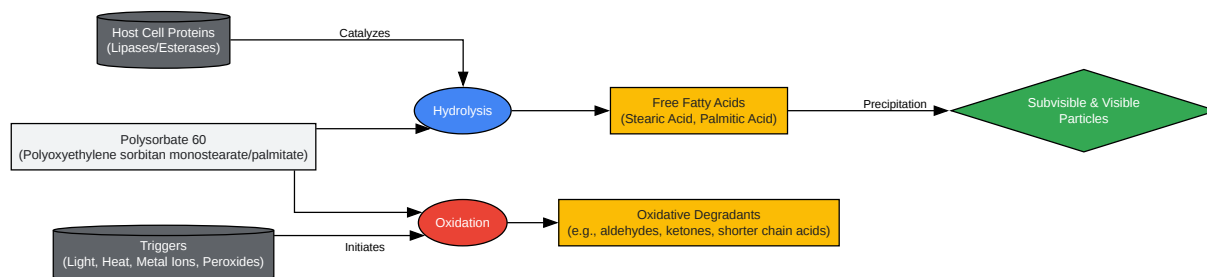 Host Cell Proteins
(Lipases/Esterases)
Catalyzes
Hydrolysis
Free Fatty Acids
(Stearic Acid, Palmitic Acid)
Precipitation
Subvisible & Visible
Particles
Polysorbate 60
(Polyoxyethylene sorbitan monostearate/palmitate)
Oxidation
Oxidative Degradants
(e.g., aldehydes, ketones, shorter chain acids)
Triggers
(Light, Heat, Metal Ions, Peroxides)
Initiates